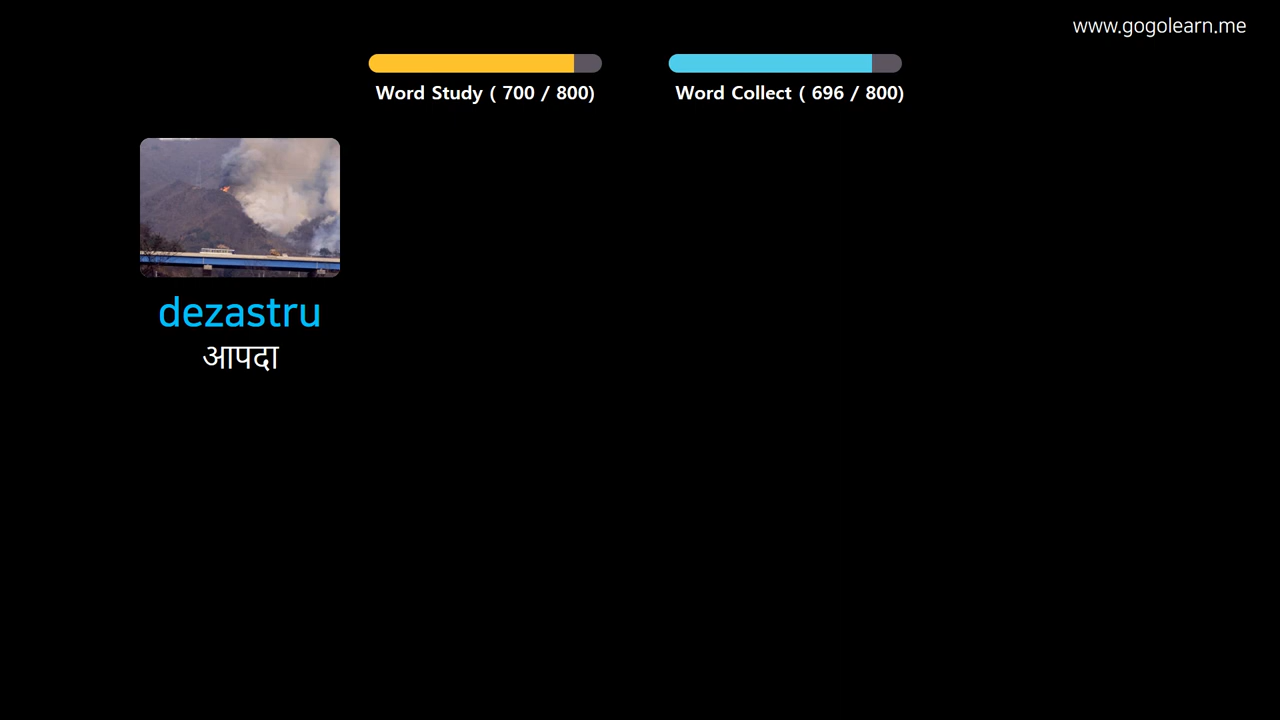 www.gogolearn.me
Word Study ( 700 / 800)
Word Collect ( 696 / 800)
dezastru
आपदा